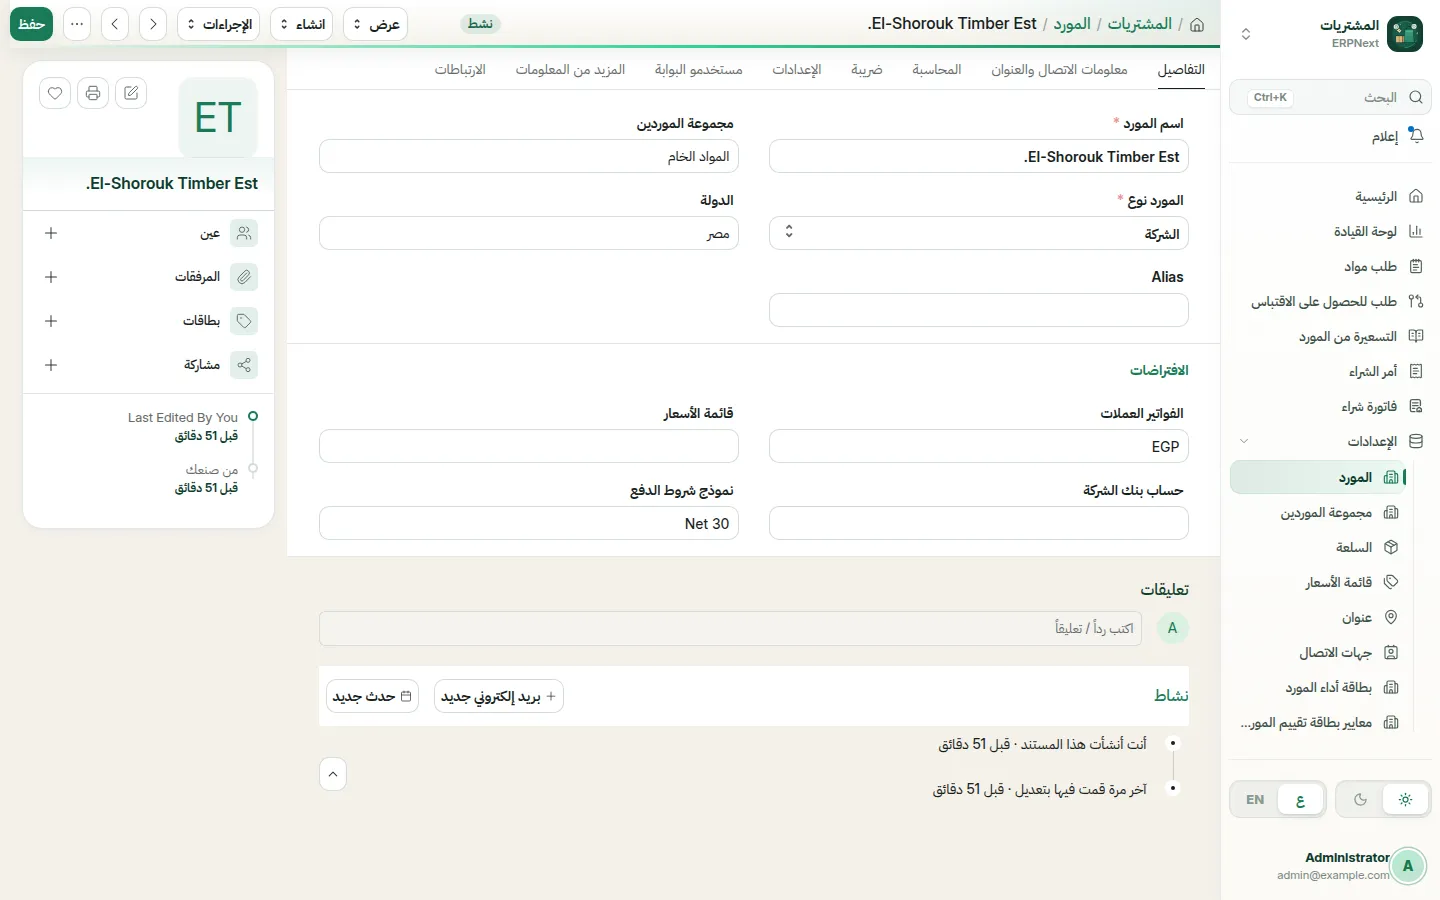 المشتريات
ERPNext
البحث
Ctrl+K
إعلام
الرئيسية
لوحة القيادة
طلب مواد
طلب للحصول على الاقتباس
التسعيرة من المورد
أمر الشراء
فاتورة شراء
الإعدادات
المورد
مجموعة الموردين
السلعة
قائمة الأسعار
عنوان
جهات الاتصال
بطاقة أداء المورد
معايير بطاقة تقييم المور...
ع
EN
Administrator
admin@example.com
A
المشتريات / المورد / El-Shorouk Timber Est.
نشط
عرض
انشاء
الإجراءات
حفظ
التفاصيل
معلومات الاتصال والعنوان
المحاسبة
ضريبة
الإعدادات
مستخدمو البوابة
المزيد من المعلومات
الارتباطات
اسم المورد *
El-Shorouk Timber Est.
مجموعة الموردين
المواد الخام
المورد نوع *
الشركة
الدولة
مصر
Alias
الافتراضات
الفواتير العملات
EGP
قائمة الأسعار
حساب بنك الشركة
نموذج شروط الدفع
Net 30
تعليقات
A
اكتب رداً / تعليقاً
نشاط
بريد إلكتروني جديد
حدث جديد
أنت أنشأت هذا المستند · قبل 51 دقائق
آخر مرة قمت فيها بتعديل · قبل 51 دقائق
ET
El-Shorouk Timber Est.
عين
المرفقات
بطاقات
مشاركة
Last Edited By You
قبل 51 دقائق
من صنعك
قبل 51 دقائق